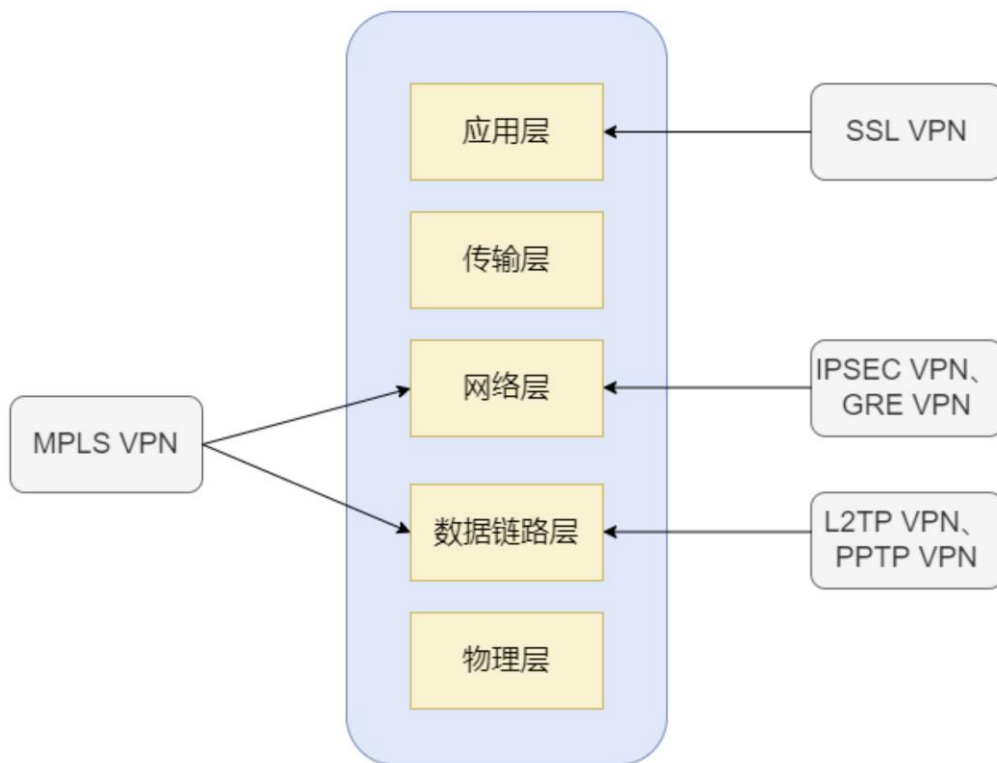 应用层
SSL VPN
传输层
网络层
IPSEC VPN、
GRE VPN
MPLS VPN
数据链路层
L2TP VPN、
PPTP VPN
物理层